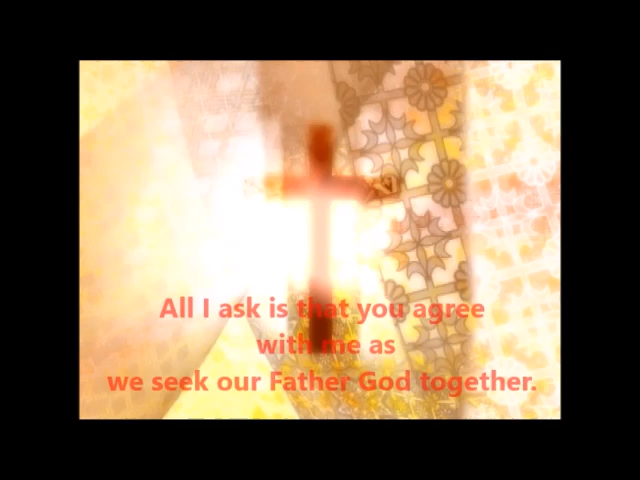 All I ask is that you agree
with me as
we seek our Father God together.